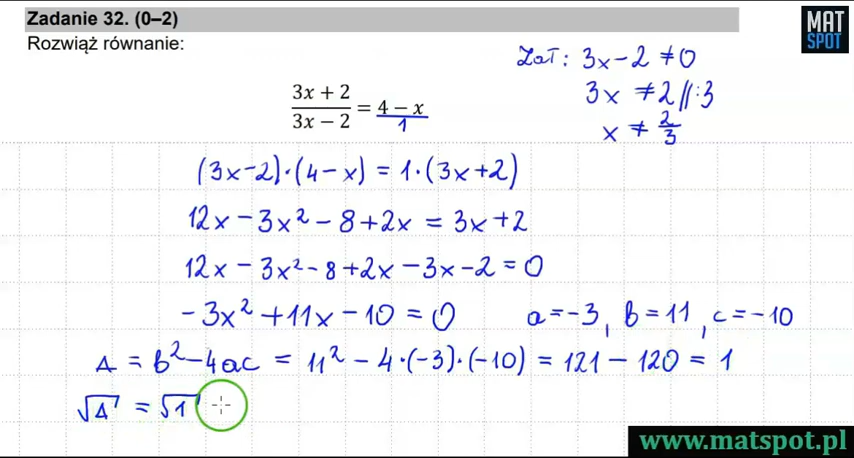 Zadanie 32. (0–2)
MAT
SPOT
Rozwiąż równanie:
Zał: 3x − 2 ≠ 0
3x ≠ 2 //:3
x ≠ 2/3
(3x + 2)/(3x − 2) = (4 − x)/1
(3x−2)·(4−x) = 1·(3x+2)
12x − 3x² − 8 + 2x = 3x + 2
12x − 3x² − 8 + 2x − 3x − 2 = 0
−3x² + 11x − 10 = 0 a = −3, b = 11, c = −10
Δ = b² − 4ac = 11² − 4·(−3)·(−10) = 121 − 120 = 1
√Δ = √1
www.matspot.pl